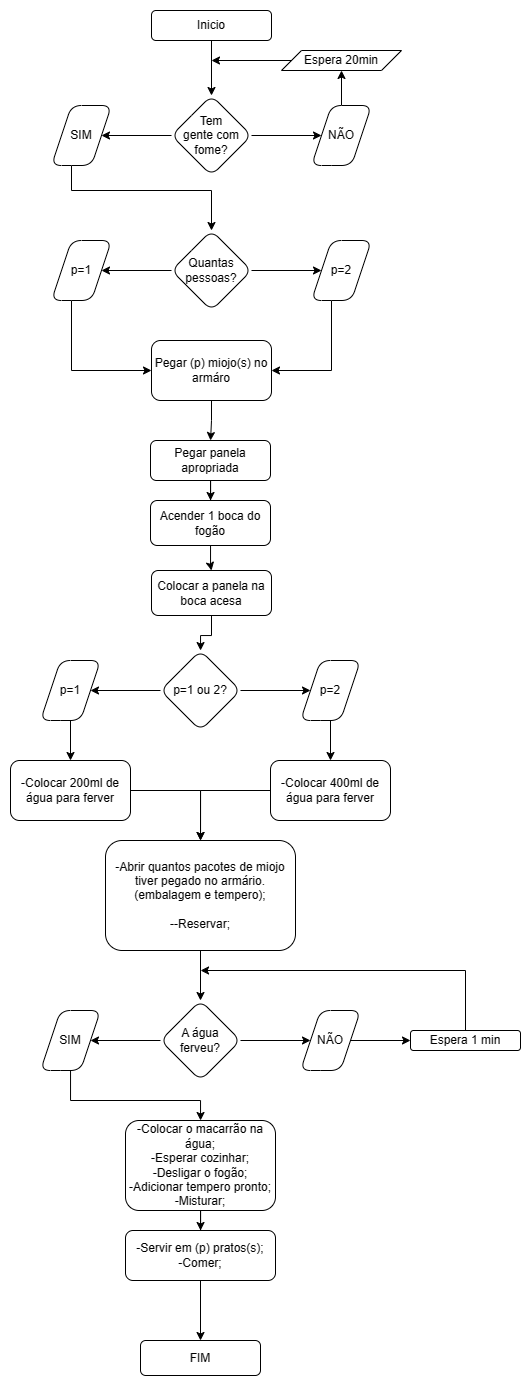 Inicio
Espera 20min
Tem
gente com
fome?
SIM
NÃO
Quantas
pessoas?
p=1
p=2
Pegar (p) miojo(s) no
armáro
Pegar panela
apropriada
Acender 1 boca do
fogão
Colocar a panela na
boca acesa
p=1
p=1 ou 2?
p=2
-Colocar 200ml de
água para ferver
-Colocar 400ml de
água para ferver
-Abrir quantos pacotes de miojo
tiver pegado no armário.
(embalagem e tempero);
--Reservar;
SIM
A água
ferveu?
NÃO
Espera 1 min
-Colocar o macarrão na
água;
-Esperar cozinhar;
-Desligar o fogão;
-Adicionar tempero pronto;
-Misturar;
-Servir em (p) pratos(s);
-Comer;
FIM